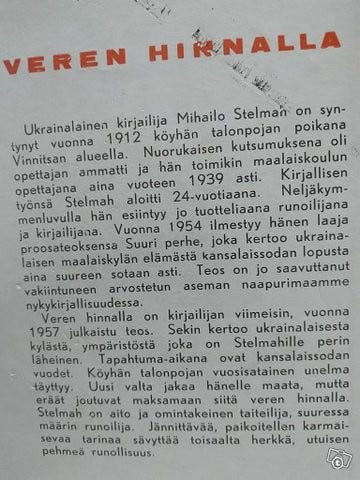 VEREN HINNALLA
Ukrainalainen kirjailija Mihailo Stelmah on syn-
tynyt vuonna 1912 köyhän talonpojan poikana
Vinnitsan alueella. Nuorukaisen kutsumuksena oli
opettajan ammatti ja hän toimikin maalaiskoulun
opettajana aina vuoteen 1939 asti. Kirjallisen
työnsä Stelmah aloitti 24-vuotiaana. Neljäkym-
menluvulla hän esiintyy jo tuotteliaana runoilijana
ja kirjailijana. Vuonna 1954 ilmestyy hänen laaja
proosateoksensa Suuri perhe, joka kertoo ukraina-
laisen maalaiskylän elämästä kansalaissodan lopusta
aina suureen sotaan asti. Teos on jo saavuttanut
vakiintuneen arvostetun aseman naapurimaamme
nykykirjallisuudessa.
Veren hinnalla on kirjailijan viimeisin, vuonna
1957 julkaistu teos. Sekin kertoo ukrainalaisesta
kylästä, ympäristöstä joka on Stelmahille perin
läheinen. Tapahtuma-aikana ovat kansalaissodan
vuodet. Köyhän talonpojan vuosisatainen unelma
täyttyy. Uusi valta jakaa hänelle maata, mutta
eräät joutuvat maksamaan siitä veren hinnalla.
Stelmah on aito ja omintakeinen taiteilija, suuressa
määrin runoilija. Jännittävää, paikoitellen karmai-
sevaa tarinaa sävyttää toisaalta herkkä, utuisen
pehmeä runollisuus.